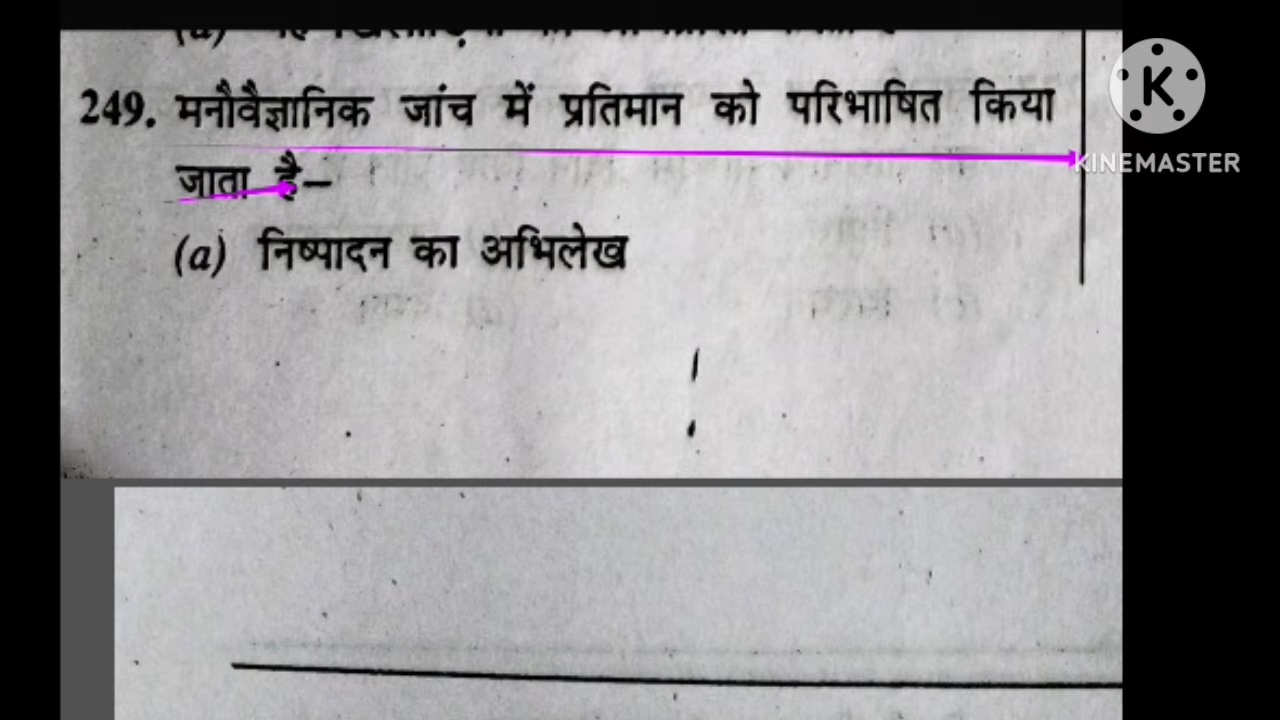 249. मनौवैज्ञानिक जांच में प्रतिमान को परिभाषित किया
जाता है–
(a) निष्पादन का अभिलेख
K
KINEMASTER